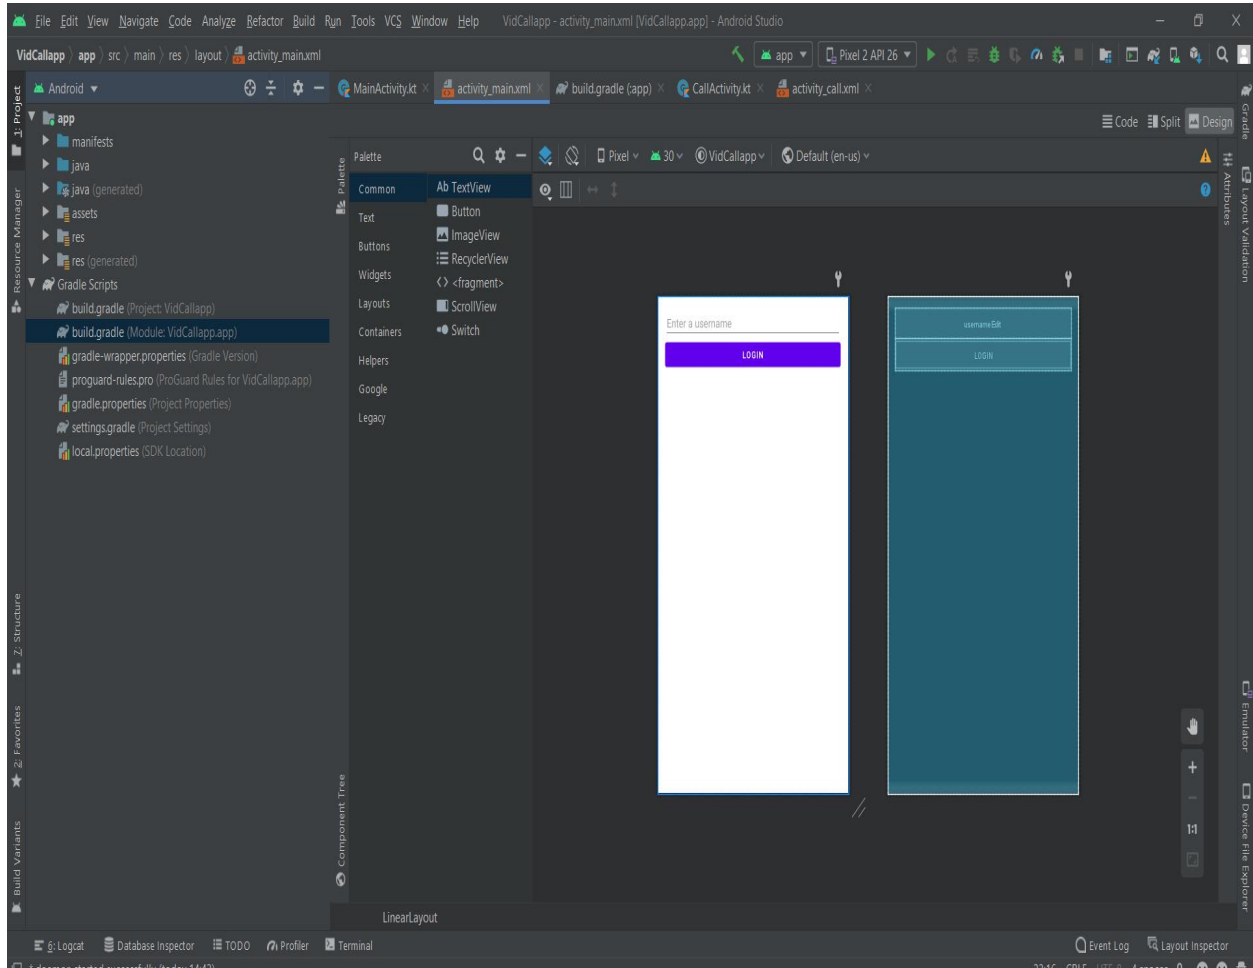 File Edit View Navigate Code Analyze Refactor Build Run Tools VCS Window Help VidCallapp - activity_main.xml [VidCallapp.app] - Android Studio
VidCallapp app src main res layout activity_main.xml app Pixel 2 API 26
Android MainActivity.kt activity_main.xml build.gradle (:app) CallActivity.kt activity_call.xml
Code Split Design
1: Project
Resource Manager
Z: Structure
2: Favorites
Build Variants
app
manifests
java
java (generated)
assets
res
res (generated)
Gradle Scripts
build.gradle (Project: VidCallapp)
build.gradle (Module: VidCallapp.app)
gradle-wrapper.properties (Gradle Version)
proguard-rules.pro (ProGuard Rules for VidCallapp.app)
gradle.properties (Project Properties)
settings.gradle (Project Settings)
local.properties (SDK Location)
Palette
Component Tree
Palette
Common
Text
Buttons
Widgets
Layouts
Containers
Helpers
Google
Legacy
Ab TextView
Button
ImageView
RecyclerView
<fragment>
ScrollView
Switch
Pixel 30 VidCallapp Default (en-us)
Enter a username
LOGIN
usernameEdit
LOGIN
1:1
Attributes
Gradle
Layout Validation
Emulator
Device File Explorer
LinearLayout
6: Logcat Database Inspector TODO Profiler Terminal Event Log Layout Inspector